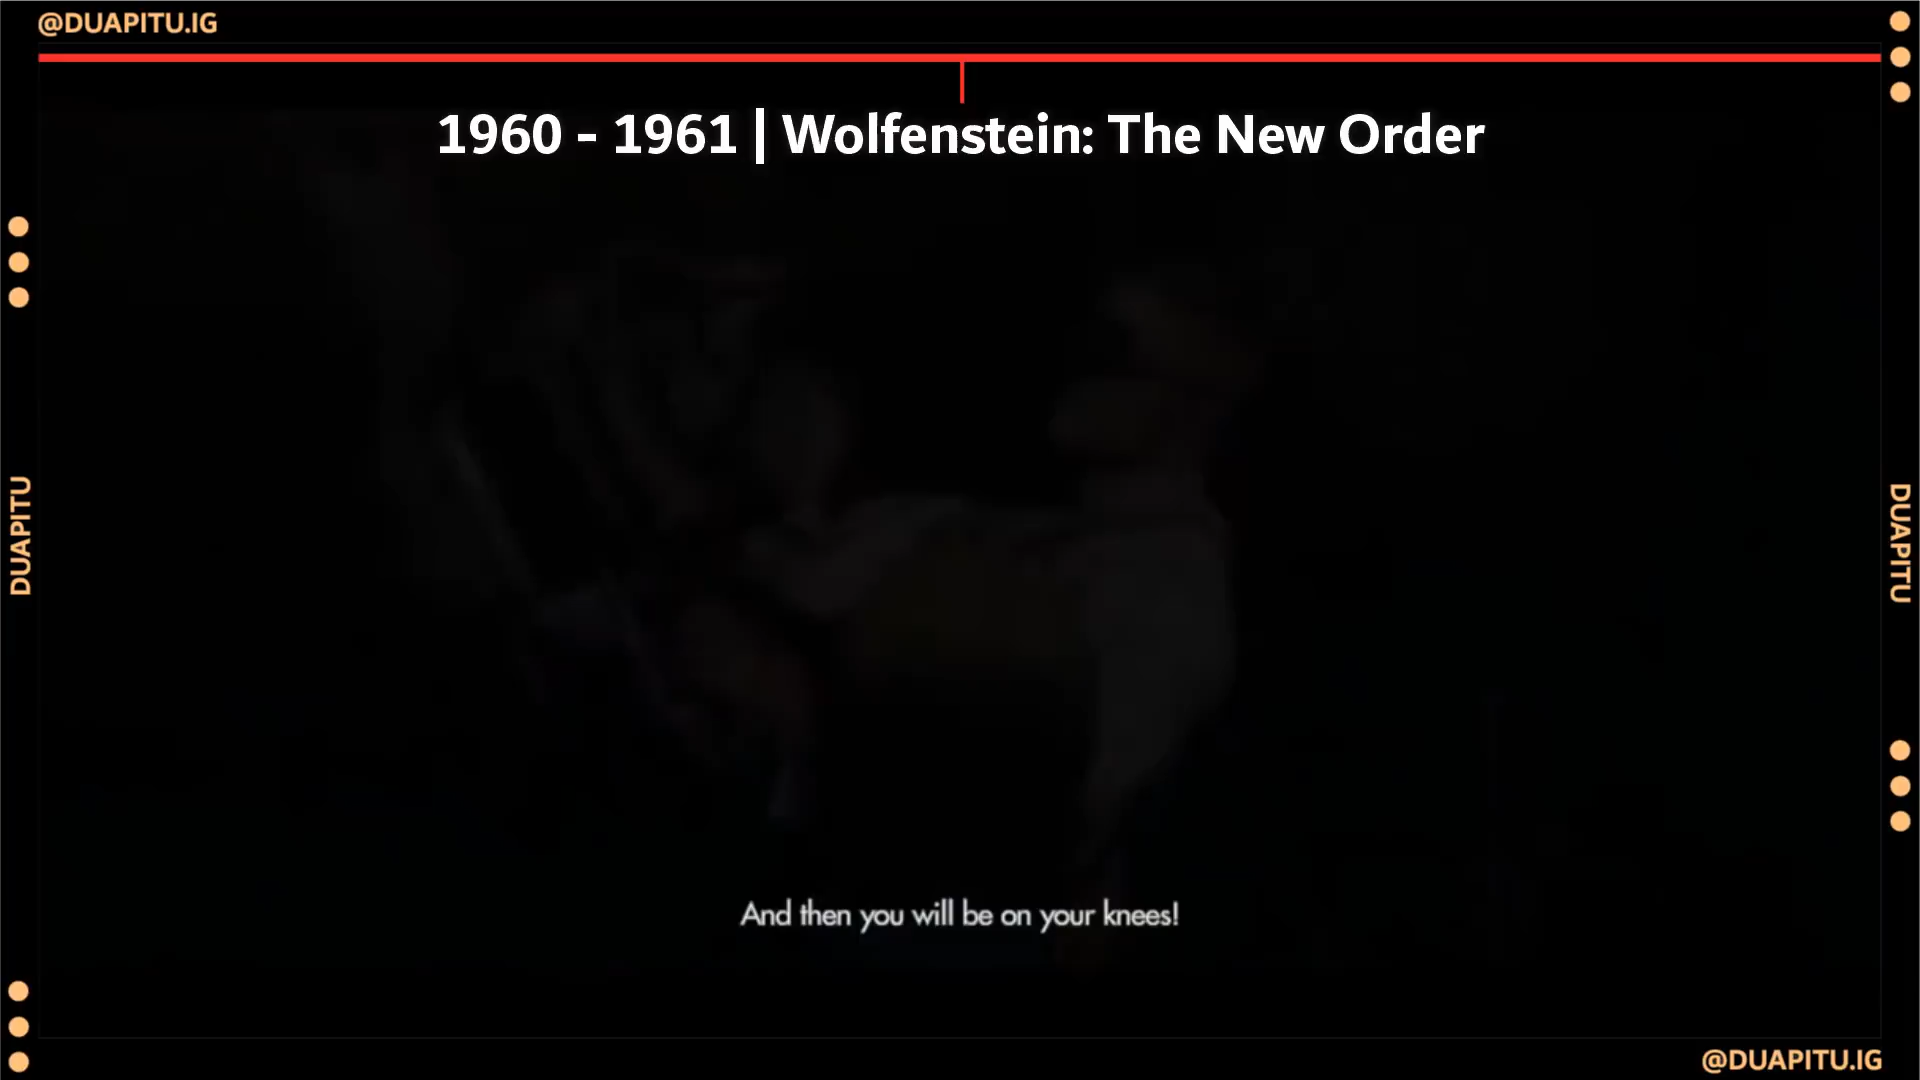 @DUAPITU.IG
1960 - 1961 | Wolfenstein: The New Order
DUAPITU
DUAPITU
And then you will be on your knees!
@DUAPITU.IG